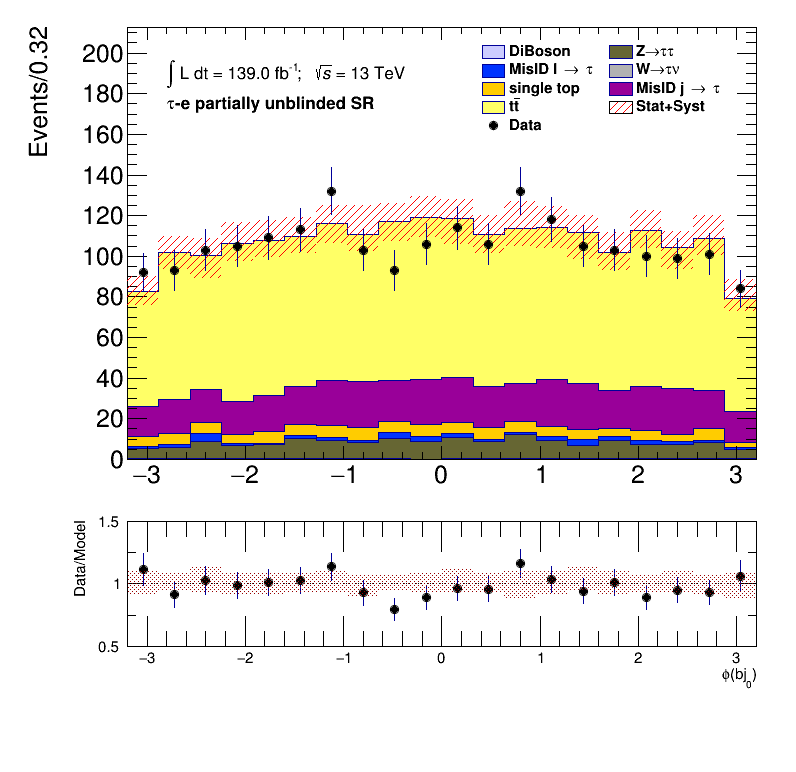 Events/0.32
200
180
160
140
120
100
80
60
40
20
0
∫ L dt = 139.0 fb⁻¹; √s = 13 TeV
τ-e partially unblinded SR
DiBoson Z→ττ
MisID l → τ W→τν
single top MisID j → τ
tt̄ Stat+Syst
Data
−3 −2 −1 0 1 2 3
Data/Model
1.5
1
0.5
−3 −2 −1 0 1 2 3
ϕ(bj₀)